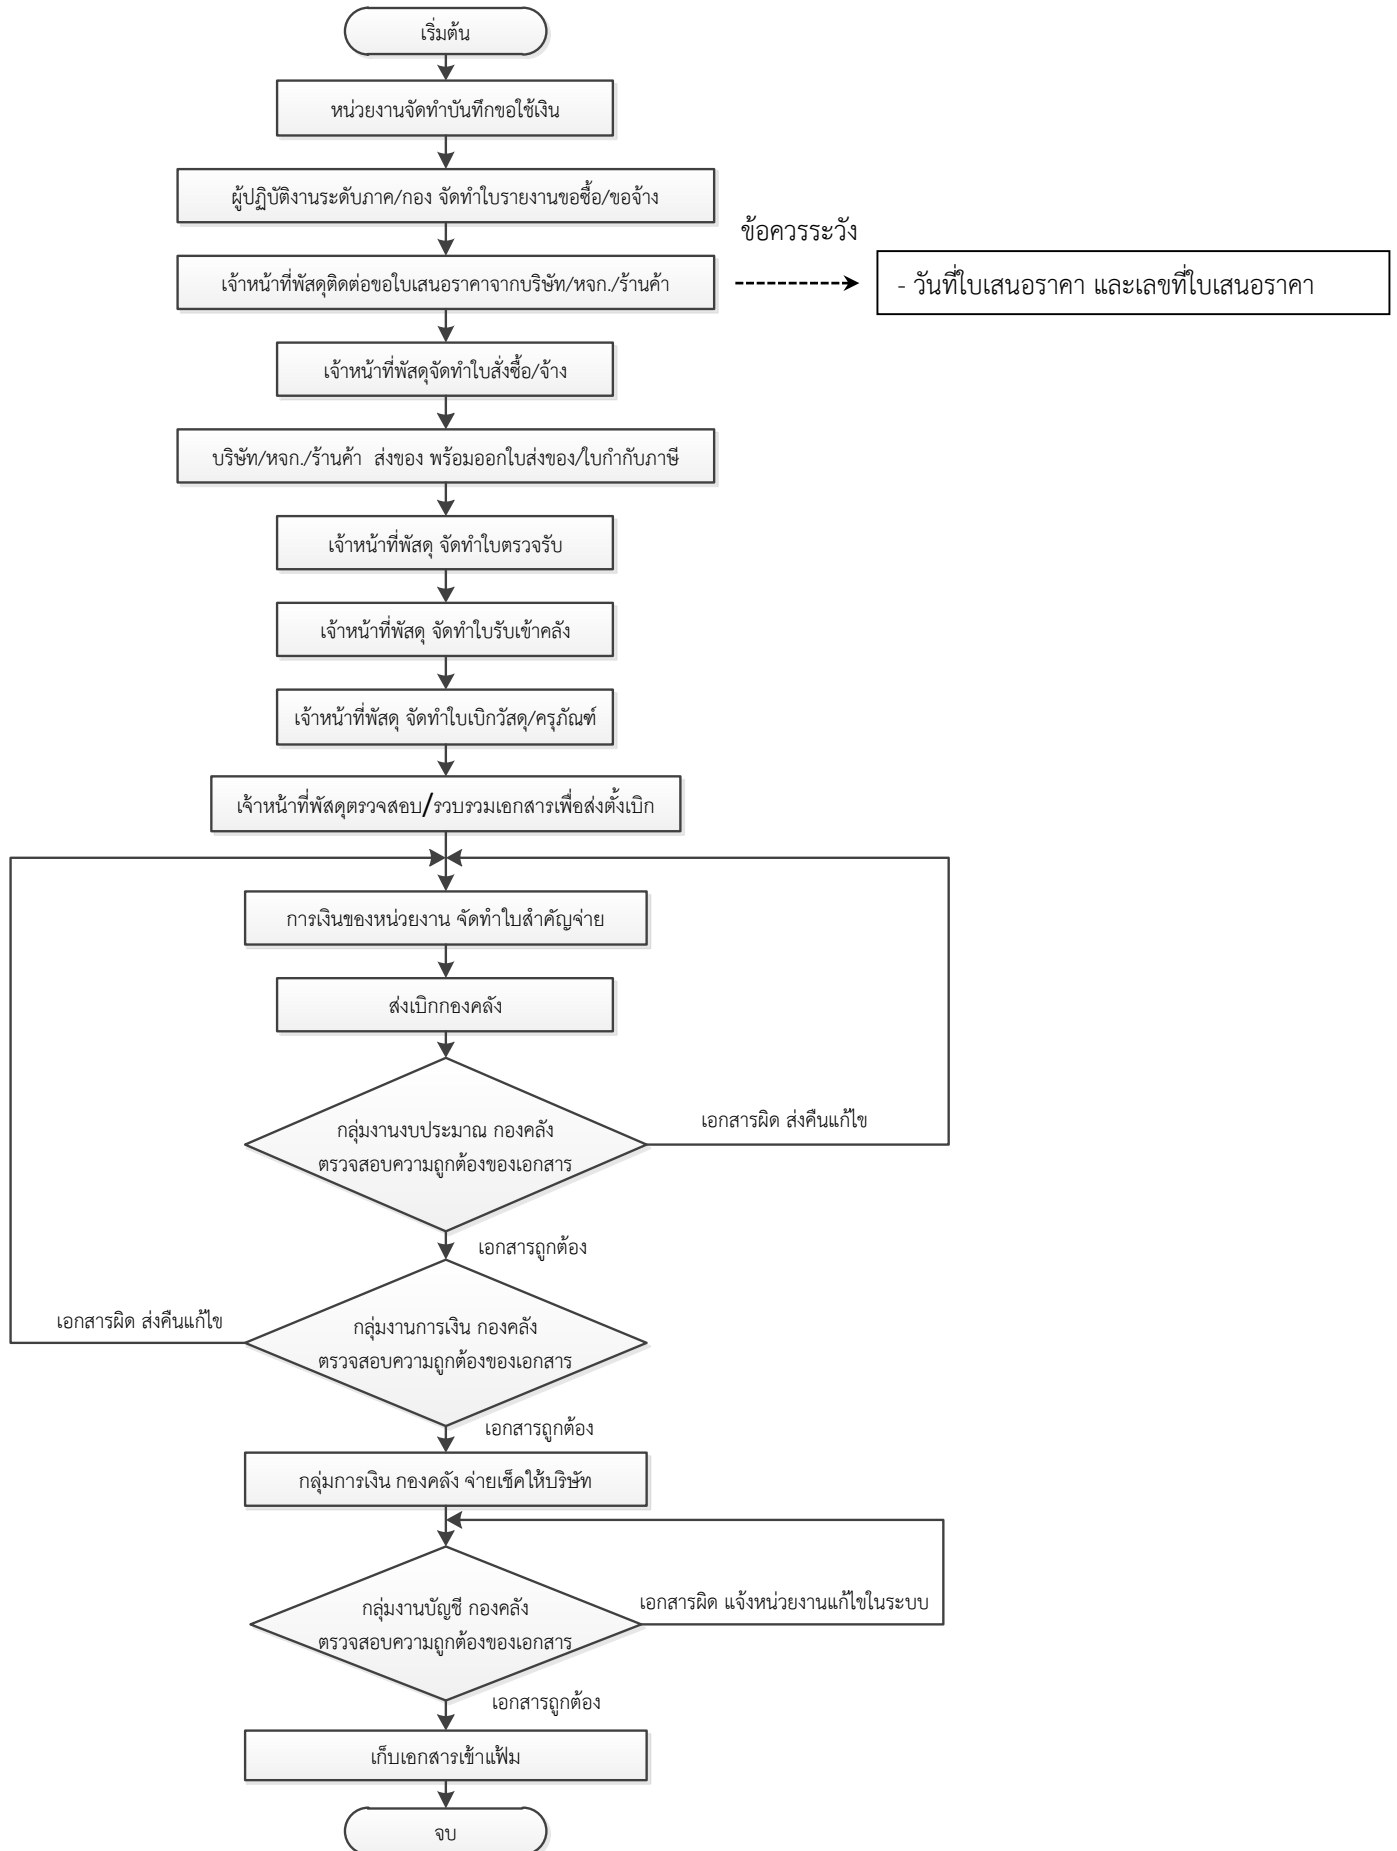 เริ่มต้น
หน่วยงานจัดทำบันทึกขอใช้เงิน
ผู้ปฏิบัติงานระดับภาค/กอง จัดทำใบรายงานขอซื้อ/ขอจ้าง
ข้อควรระวัง
เจ้าหน้าที่พัสดุติดต่อขอใบเสนอราคาจากบริษัท/หจก./ร้านค้า
- วันที่ใบเสนอราคา และเลขที่ใบเสนอราคา
เจ้าหน้าที่พัสดุจัดทำใบสั่งซื้อ/จ้าง
บริษัท/หจก./ร้านค้า ส่งของ พร้อมออกใบส่งของ/ใบกำกับภาษี
เจ้าหน้าที่พัสดุ จัดทำใบตรวจรับ
เจ้าหน้าที่พัสดุ จัดทำใบรับเข้าคลัง
เจ้าหน้าที่พัสดุ จัดทำใบเบิกวัสดุ/ครุภัณฑ์
เจ้าหน้าที่พัสดุตรวจสอบ/รวบรวมเอกสารเพื่อส่งตั้งเบิก
การเงินของหน่วยงาน จัดทำใบสำคัญจ่าย
ส่งเบิกกองคลัง
กลุ่มงานงบประมาณ กองคลัง
ตรวจสอบความถูกต้องของเอกสาร
เอกสารผิด ส่งคืนแก้ไข
เอกสารถูกต้อง
เอกสารผิด ส่งคืนแก้ไข
กลุ่มงานการเงิน กองคลัง
ตรวจสอบความถูกต้องของเอกสาร
เอกสารถูกต้อง
กลุ่มการเงิน กองคลัง จ่ายเช็คให้บริษัท
กลุ่มงานบัญชี กองคลัง
ตรวจสอบความถูกต้องของเอกสาร
เอกสารผิด แจ้งหน่วยงานแก้ไขในระบบ
เอกสารถูกต้อง
เก็บเอกสารเข้าแฟ้ม
จบ